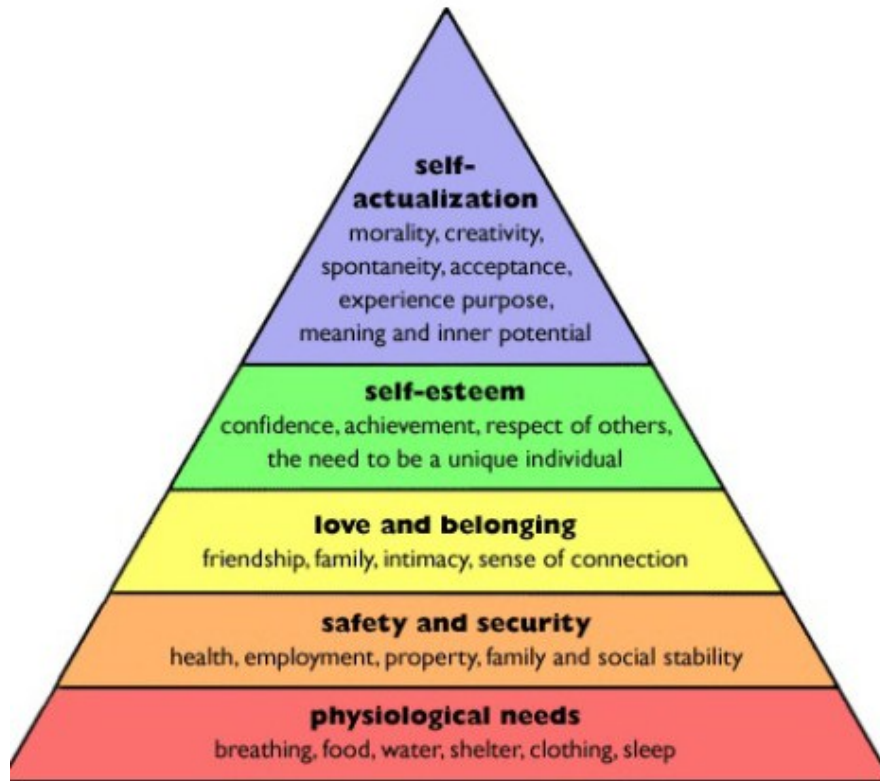 self-
actualization
morality, creativity,
spontaneity, acceptance,
experience purpose,
meaning and inner potential
self-esteem
confidence, achievement, respect of others,
the need to be a unique individual
love and belonging
friendship, family, intimacy, sense of connection
safety and security
health, employment, property, family and social stability
physiological needs
breathing, food, water, shelter, clothing, sleep